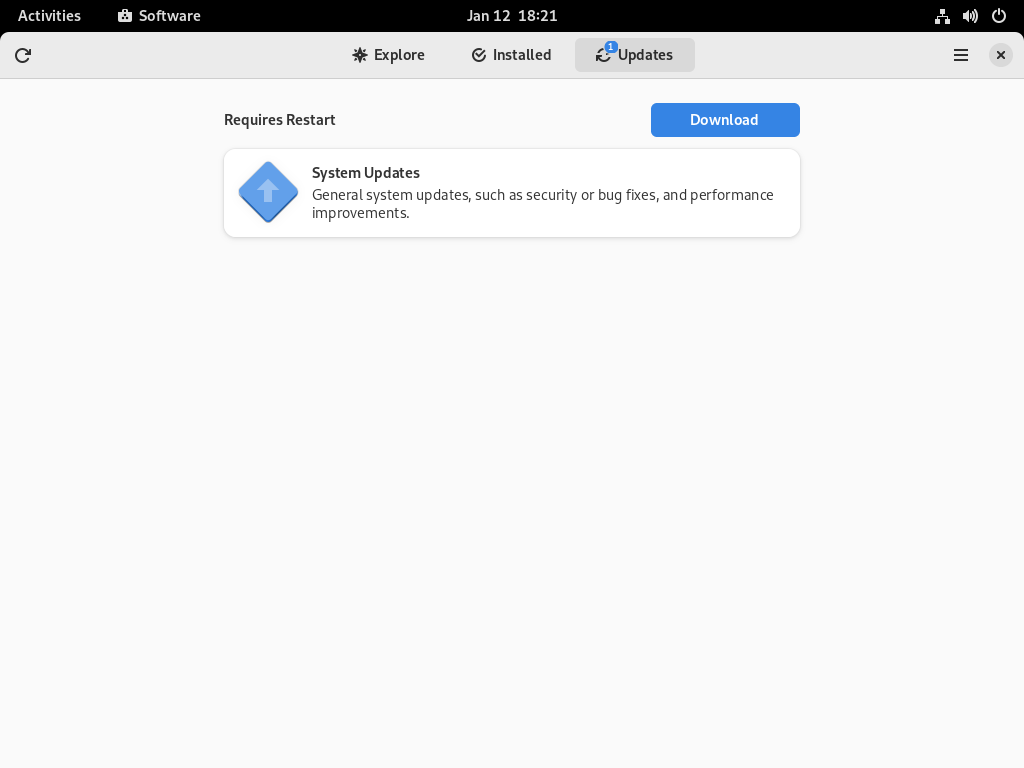 Activities Software Jan 12 18:21
Explore Installed 1 Updates
Requires Restart Download
System Updates
General system updates, such as security or bug fixes, and performance
improvements.